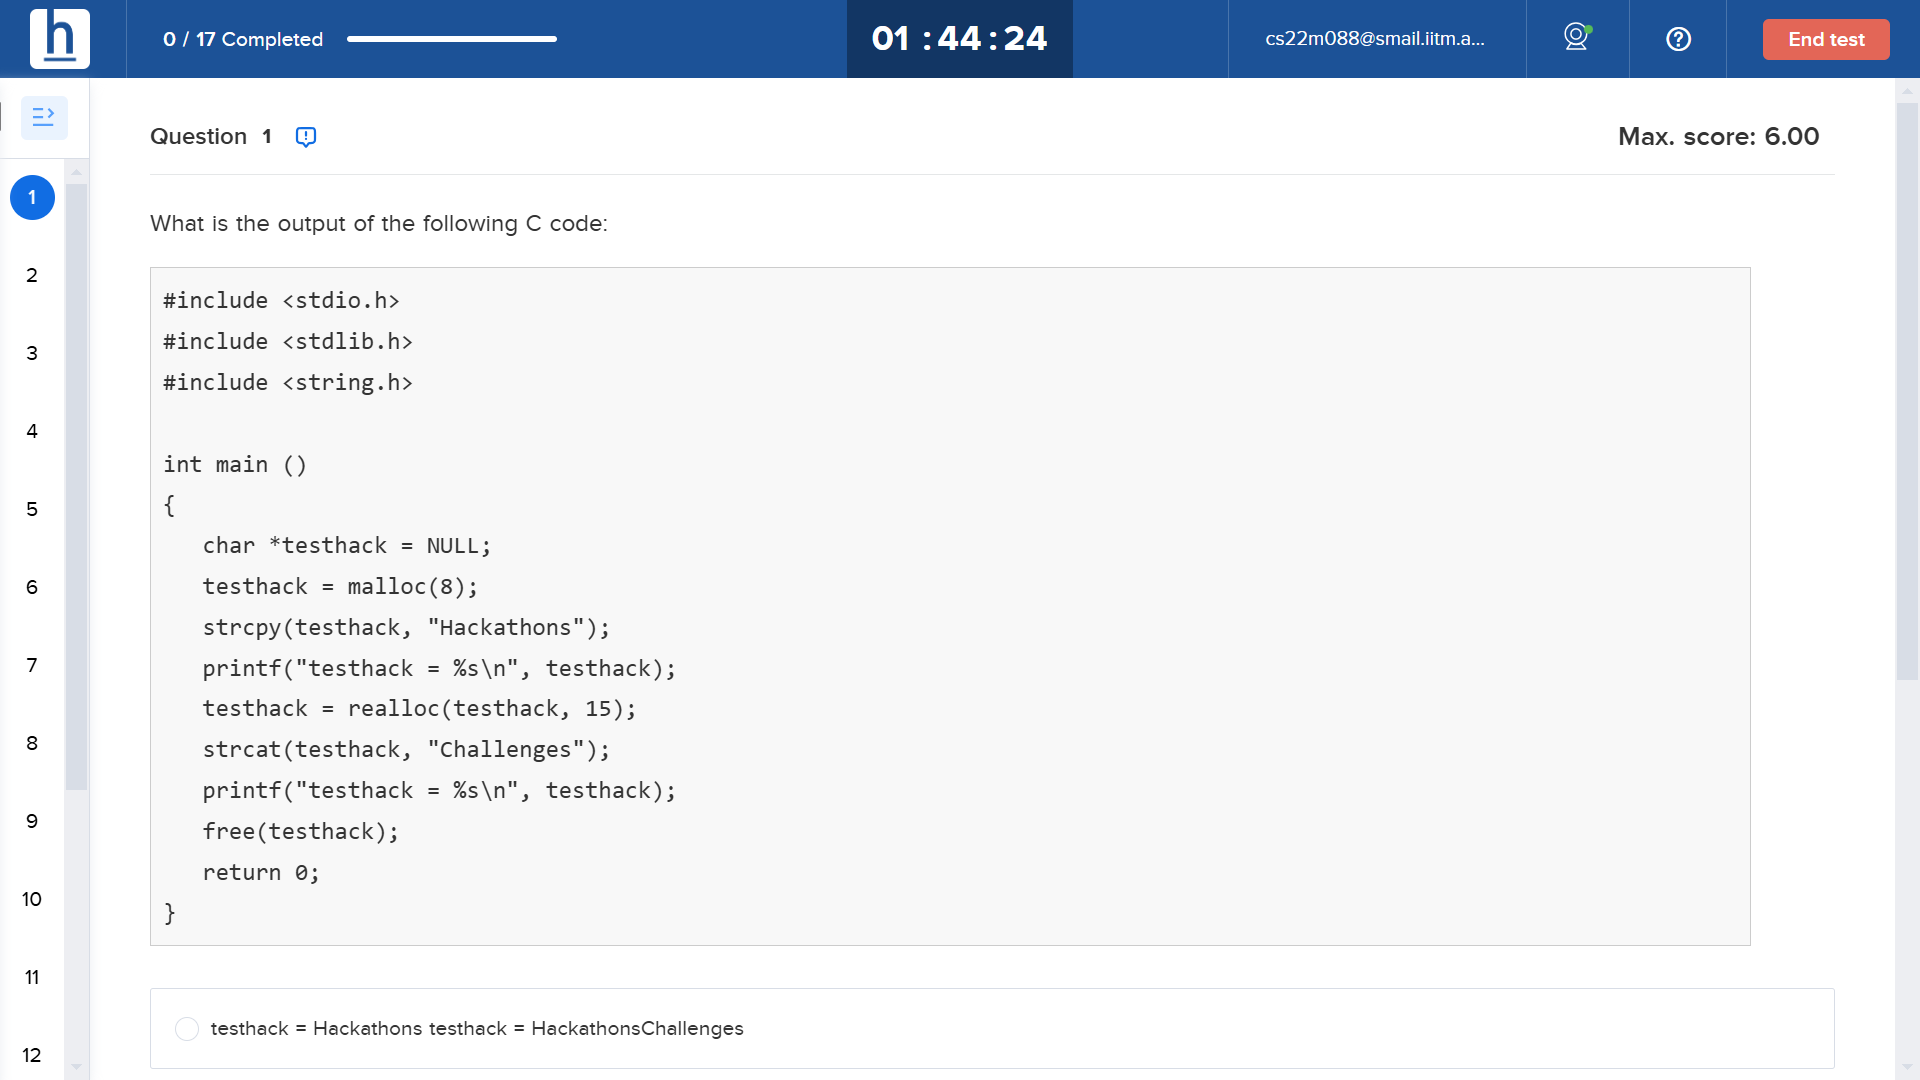 h
0 / 17 Completed
01 : 44 : 24
cs22m088@smail.iitm.a...
End test
Question 1
Max. score: 6.00
1
2
3
4
5
6
7
8
9
10
11
12
What is the output of the following C code:
#include <stdio.h>
#include <stdlib.h>
#include <string.h>
int main ()
{
char *testhack = NULL;
testhack = malloc(8);
strcpy(testhack, "Hackathons");
printf("testhack = %s\n", testhack);
testhack = realloc(testhack, 15);
strcat(testhack, "Challenges");
printf("testhack = %s\n", testhack);
free(testhack);
return 0;
}
testhack = Hackathons testhack = HackathonsChallenges